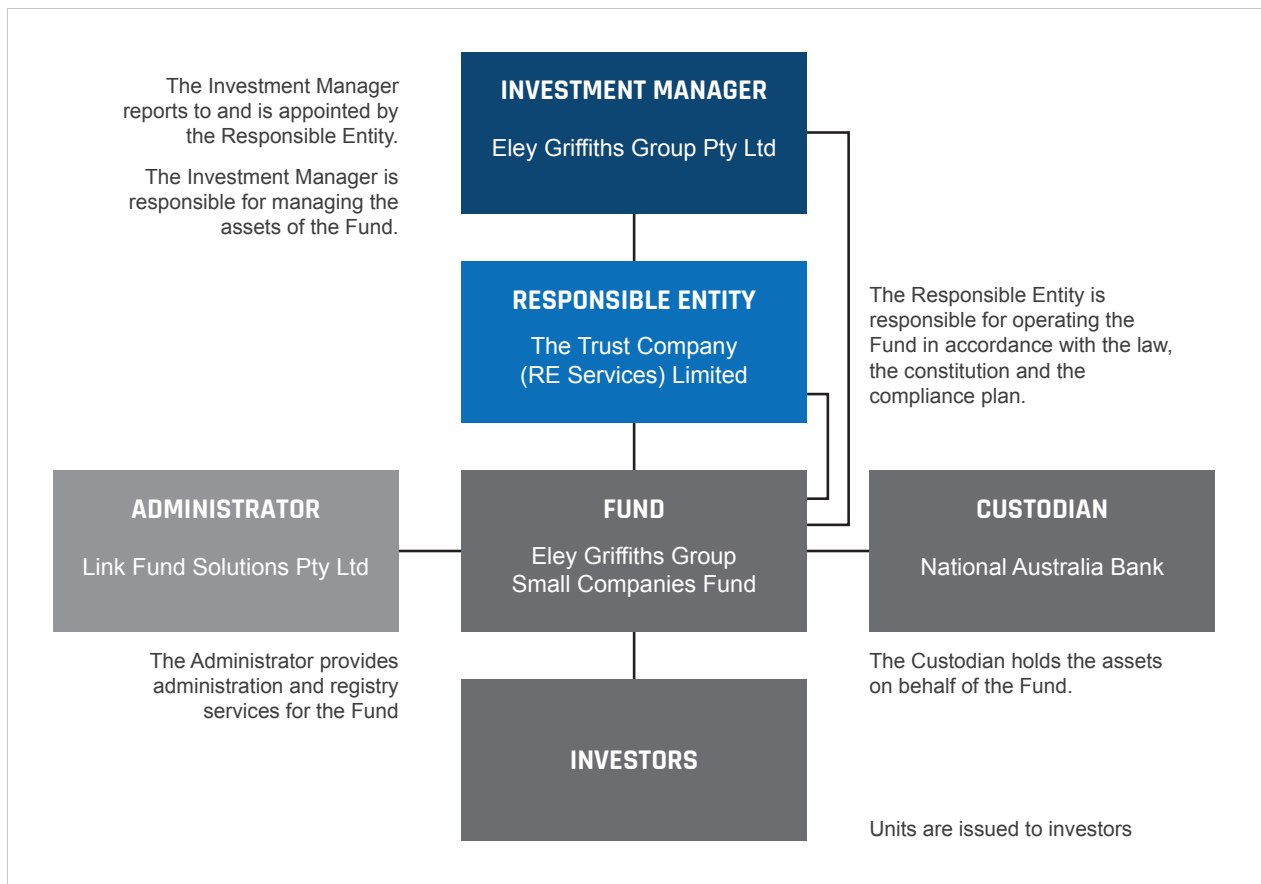 The Investment Manager
reports to and is appointed by
the Responsible Entity.
The Investment Manager is
responsible for managing the
assets of the Fund.
INVESTMENT MANAGER
Eley Griffiths Group Pty Ltd
RESPONSIBLE ENTITY
The Trust Company
(RE Services) Limited
The Responsible Entity is
responsible for operating the
Fund in accordance with the law,
the constitution and the
compliance plan.
ADMINISTRATOR
Link Fund Solutions Pty Ltd
FUND
Eley Griffiths Group
Small Companies Fund
CUSTODIAN
National Australia Bank
The Administrator provides
administration and registry
services for the Fund
The Custodian holds the assets
on behalf of the Fund.
INVESTORS
Units are issued to investors